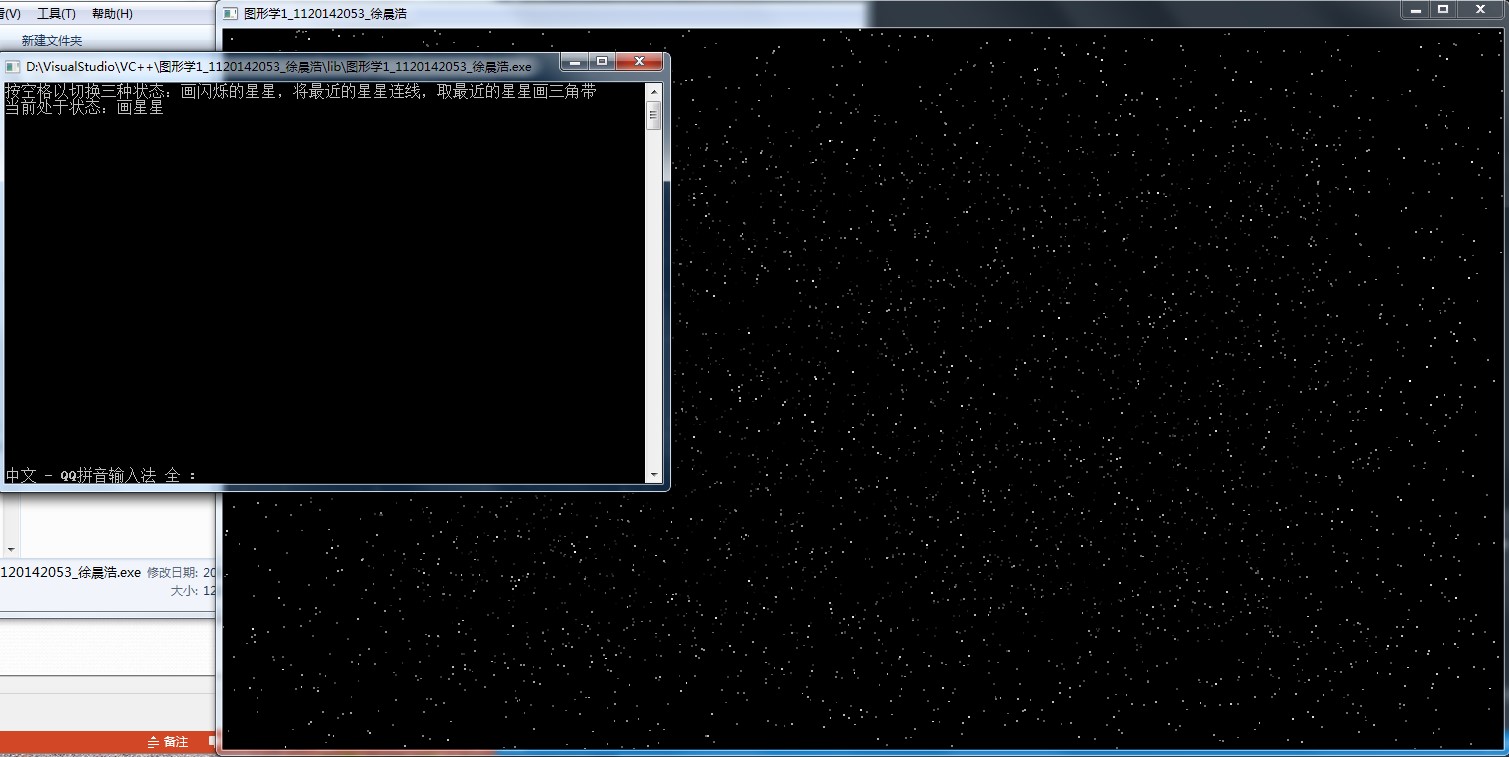 看(V) 工具(T) 帮助(H)
图形学1_1120142053_徐晨浩
新建文件夹
D:\VisualStudio\VC++\图形学1_1120142053_徐晨浩\lib\图形学1_1120142053_徐晨浩.exe
按空格以切换三种状态：画闪烁的星星，将最近的星星连线，取最近的星星画三角带
当前处于状态：画星星
中文 - QQ拼音输入法 全 :
120142053_徐晨浩.exe 修改日期: 20
大小: 12
备注